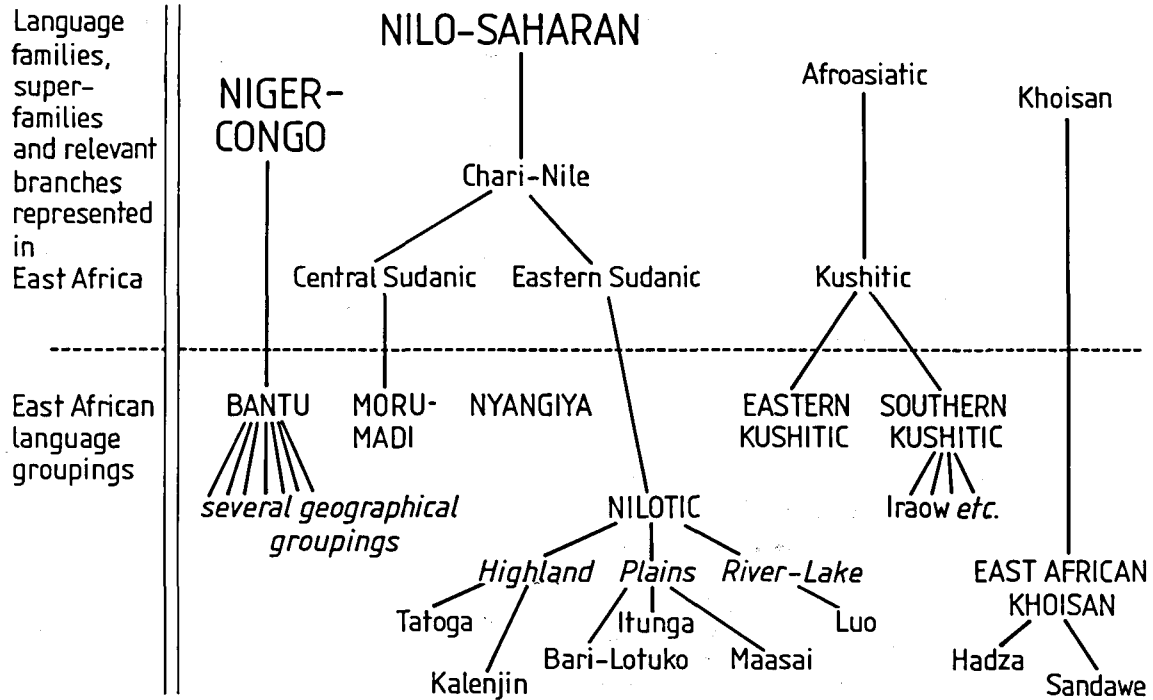 Language
families,
super-
families
and relevant
branches
represented
in
East Africa
NILO-SAHARAN
NIGER-
CONGO
Afroasiatic
Khoisan
Chari-Nile
Central Sudanic
Eastern Sudanic
Kushitic
East African
language
groupings
BANTU
MORU-
MADI
NYANGIYA
EASTERN
KUSHITIC
SOUTHERN
KUSHITIC
several geographical
groupings
NILOTIC
Iraow etc.
Highland
Plains
River-Lake
EAST AFRICAN
KHOISAN
Tatoga
Itunga
Luo
Kalenjin
Bari-Lotuko
Maasai
Hadza
Sandawe